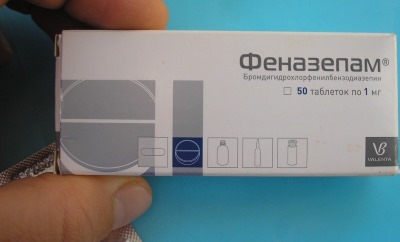 Феназепам®
Бромдигидрохлорфенилбензодиазепин
50 таблеток по 1 мг
VALENTA